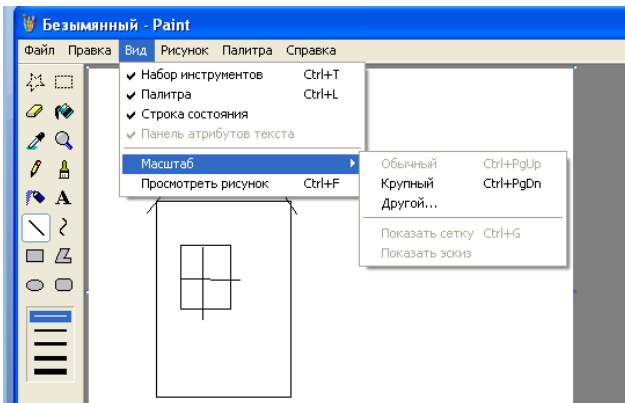 Безымянный - Paint
Файл Правка Вид Рисунок Палитра Справка
Набор инструментов Ctrl+T
Палитра Ctrl+L
Строка состояния
Панель атрибутов текста
Масштаб
Просмотреть рисунок Ctrl+F
Обычный Ctrl+PgUp
Крупный Ctrl+PgDn
Другой...
Показать сетку Ctrl+G
Показать эскиз
A